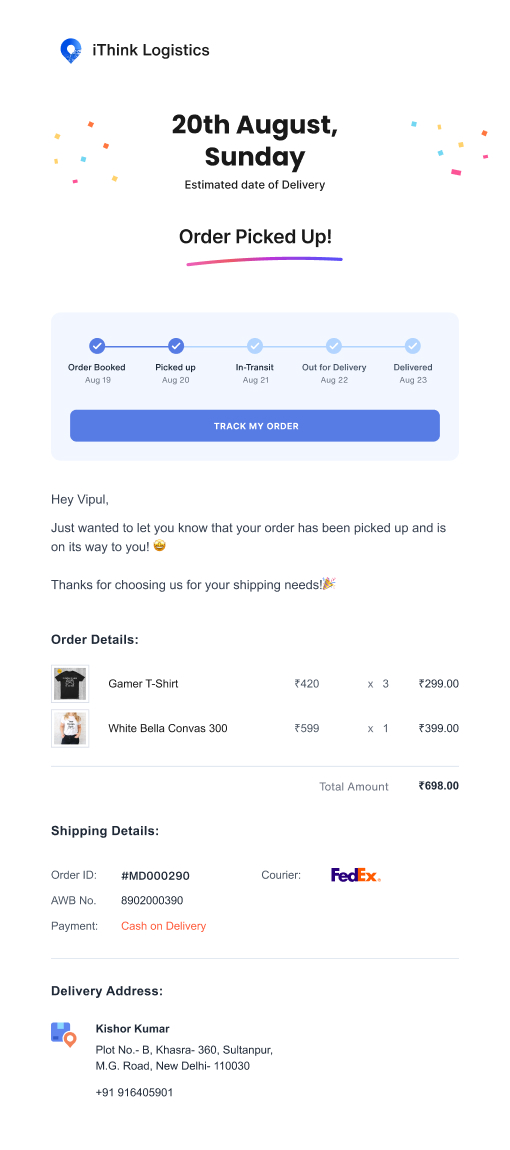 iThink Logistics
20th August,
Sunday
Estimated date of Delivery
Order Picked Up!
Order Booked Picked up In-Transit Out for Delivery Delivered
Aug 19 Aug 20 Aug 21 Aug 22 Aug 23
TRACK MY ORDER
Hey Vipul,
Just wanted to let you know that your order has been picked up and is
on its way to you! 🤩
Thanks for choosing us for your shipping needs!🎉
Order Details:
Gamer T-Shirt ₹420 x 3 ₹299.00
White Bella Convas 300 ₹599 x 1 ₹399.00
Total Amount ₹698.00
Shipping Details:
Order ID: #MD000290 Courier: FedEx
AWB No. 8902000390
Payment: Cash on Delivery
Delivery Address:
Kishor Kumar
Plot No.- B, Khasra- 360, Sultanpur,
M.G. Road, New Delhi- 110030
+91 916405901